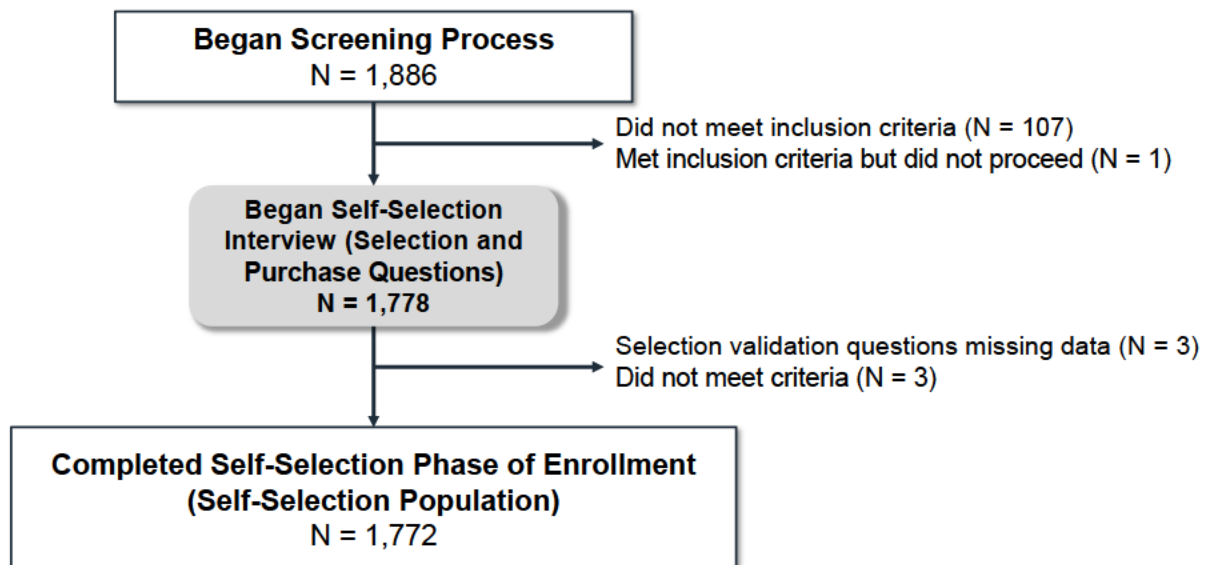 Began Screening Process
N = 1,886
Did not meet inclusion criteria (N = 107)
Met inclusion criteria but did not proceed (N = 1)
Began Self-Selection
Interview (Selection and
Purchase Questions)
N = 1,778
Selection validation questions missing data (N = 3)
Did not meet criteria (N = 3)
Completed Self-Selection Phase of Enrollment
(Self-Selection Population)
N = 1,772